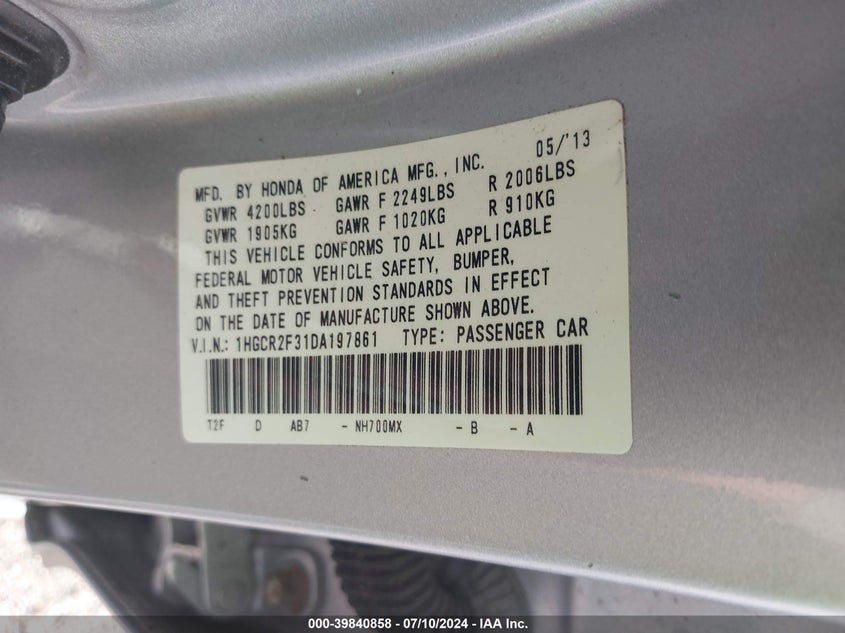 05/'13
MFD. BY HONDA OF AMERICA MFG., INC.
GVWR 4200LBS GAWR F 2249LBS R 2006LBS
GVWR 1905KG GAWR F 1020KG R 910KG
THIS VEHICLE CONFORMS TO ALL APPLICABLE
FEDERAL MOTOR VEHICLE SAFETY, BUMPER,
AND THEFT PREVENTION STANDARDS IN EFFECT
ON THE DATE OF MANUFACTURE SHOWN ABOVE.
V.I.N.: 1HGCR2F31DA197861 TYPE: PASSENGER CAR
T2F D AB7 - NH700MX - B - A
000-39840858 - 07/10/2024 - IAA Inc.